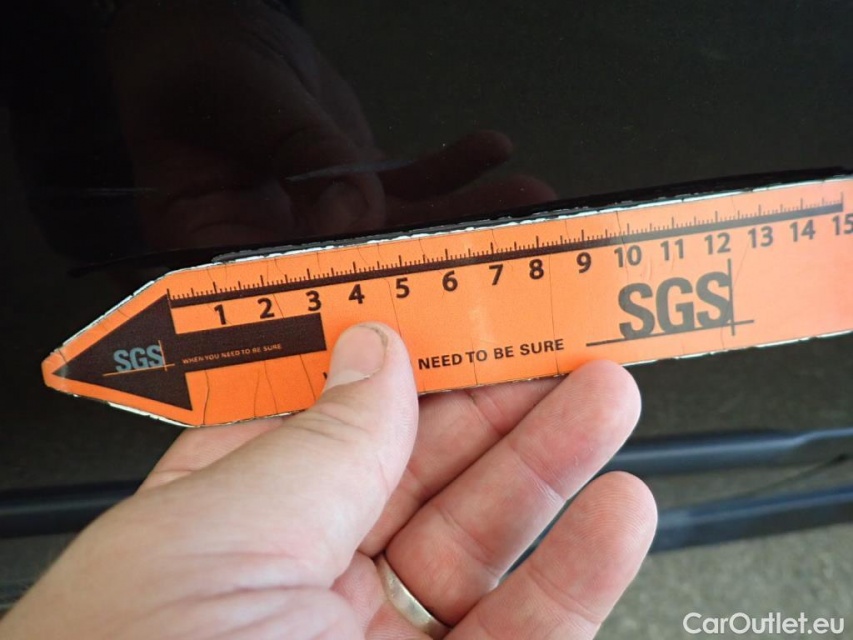 1 2 3 4 5 6 7 8 9 10 11 12 13 14 15
SGS WHEN YOU NEED TO BE SURE
NEED TO BE SURE
SGS
CarOutlet.eu